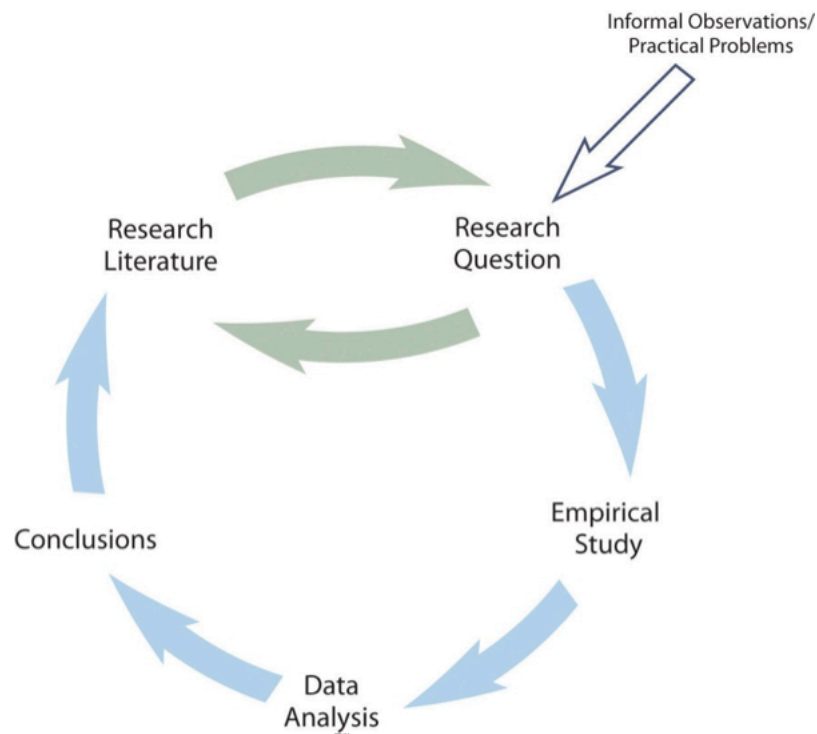 Informal Observations/
Practical Problems
Research
Literature
Research
Question
Empirical
Study
Conclusions
Data
Analysis